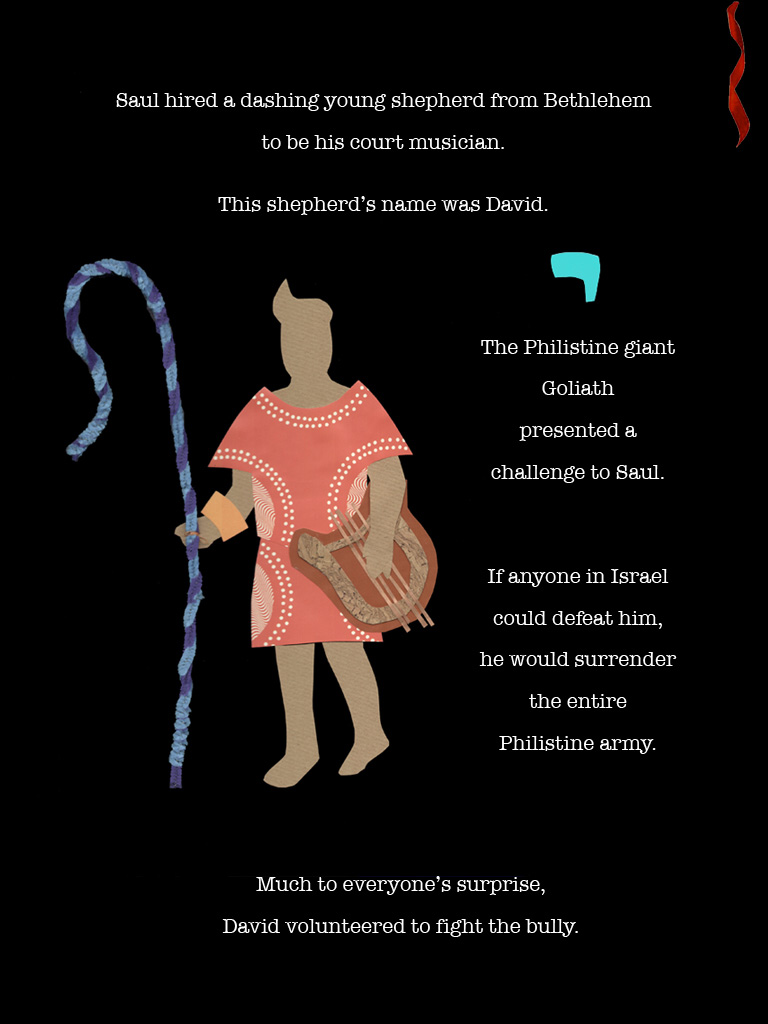 Saul hired a dashing young shepherd from Bethlehem
to be his court musician.
This shepherd’s name was David.
ד
The Philistine giant
Goliath
presented a
challenge to Saul.
If anyone in Israel
could defeat him,
he would surrender
the entire
Philistine army.
Much to everyone’s surprise,
David volunteered to fight the bully.